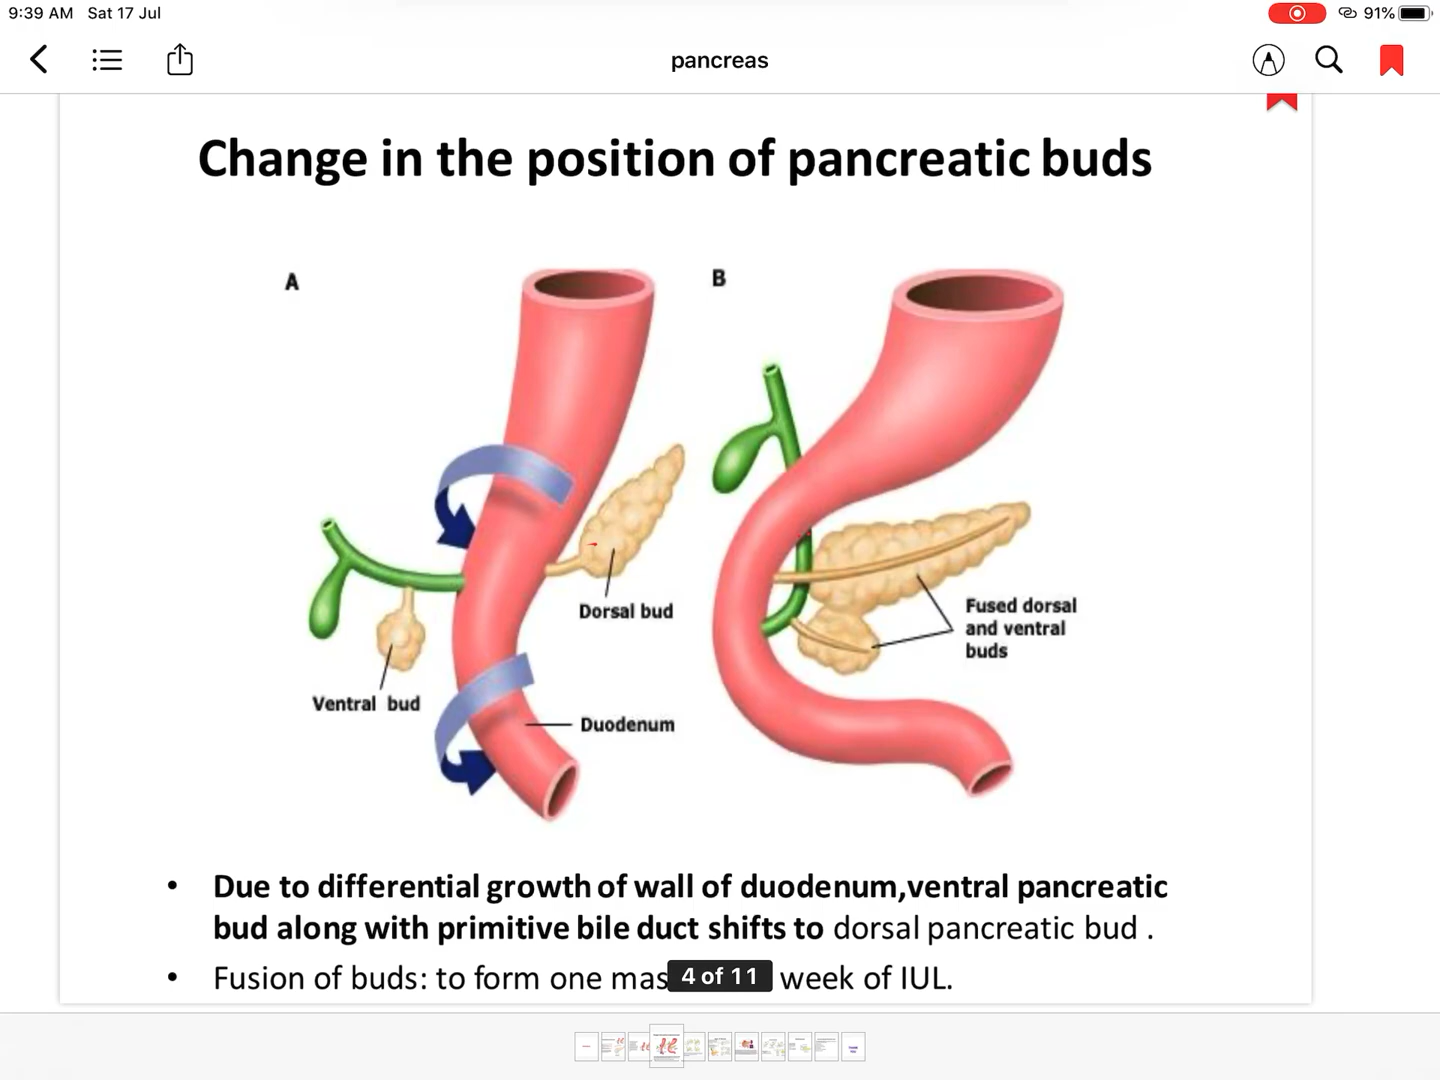 9:39 AM Sat 17 Jul
91%
pancreas
Change in the position of pancreatic buds
A
B
Dorsal bud
Fused dorsal
and ventral
buds
Ventral bud
Duodenum
• Due to differential growth of wall of duodenum,ventral pancreatic
bud along with primitive bile duct shifts to dorsal pancreatic bud .
• Fusion of buds: to form one mas
4 of 11
week of IUL.